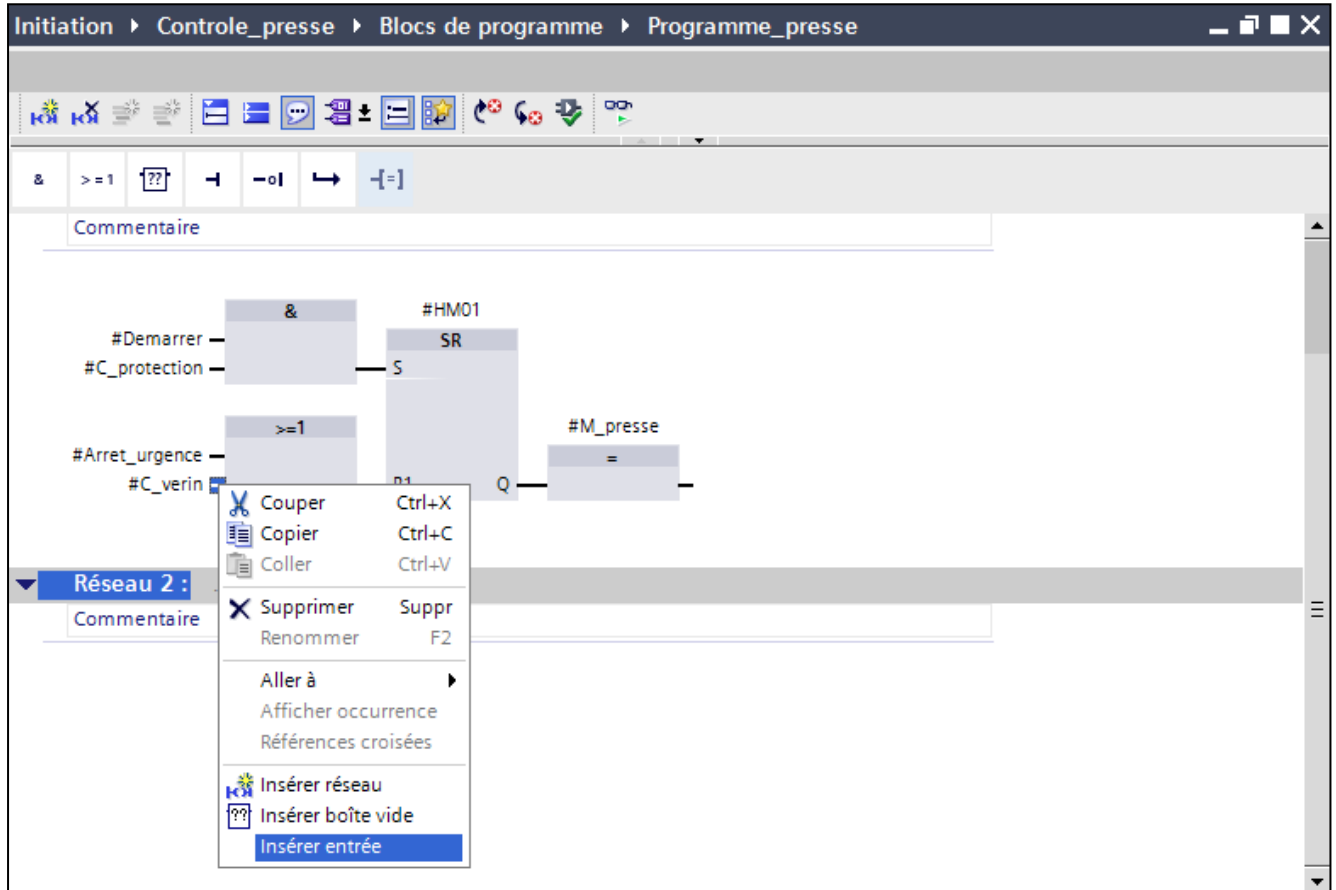 Initiation ▸ Controle_presse ▸ Blocs de programme ▸ Programme_presse
& >=1 ?? -[=]
Commentaire
& #HM01
#Demarrer SR
#C_protection S
>=1 #M_presse
#Arret_urgence =
#C_verin Q
Couper Ctrl+X
Copier Ctrl+C
Coller Ctrl+V
Réseau 2 :
Supprimer Suppr
Commentaire
Renommer F2
Aller à
Afficher occurrence
Références croisées
Insérer réseau
?? Insérer boîte vide
Insérer entrée